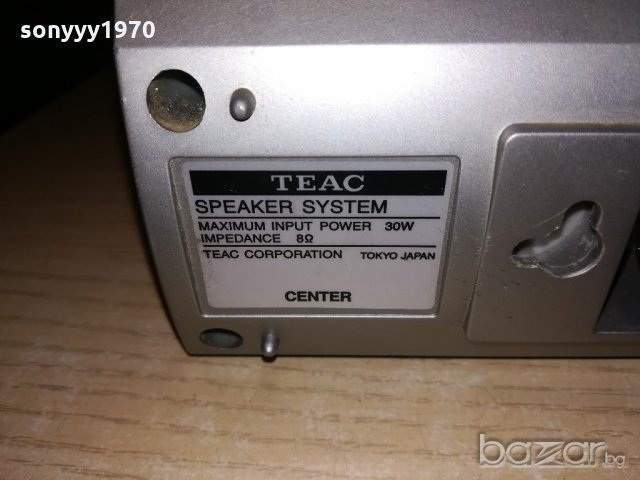 sonyyy1970
TEAC
SPEAKER SYSTEM
MAXIMUM INPUT POWER 30W
IMPEDANCE 8Ω
TEAC CORPORATION TOKYO JAPAN
CENTER
bazar.bg